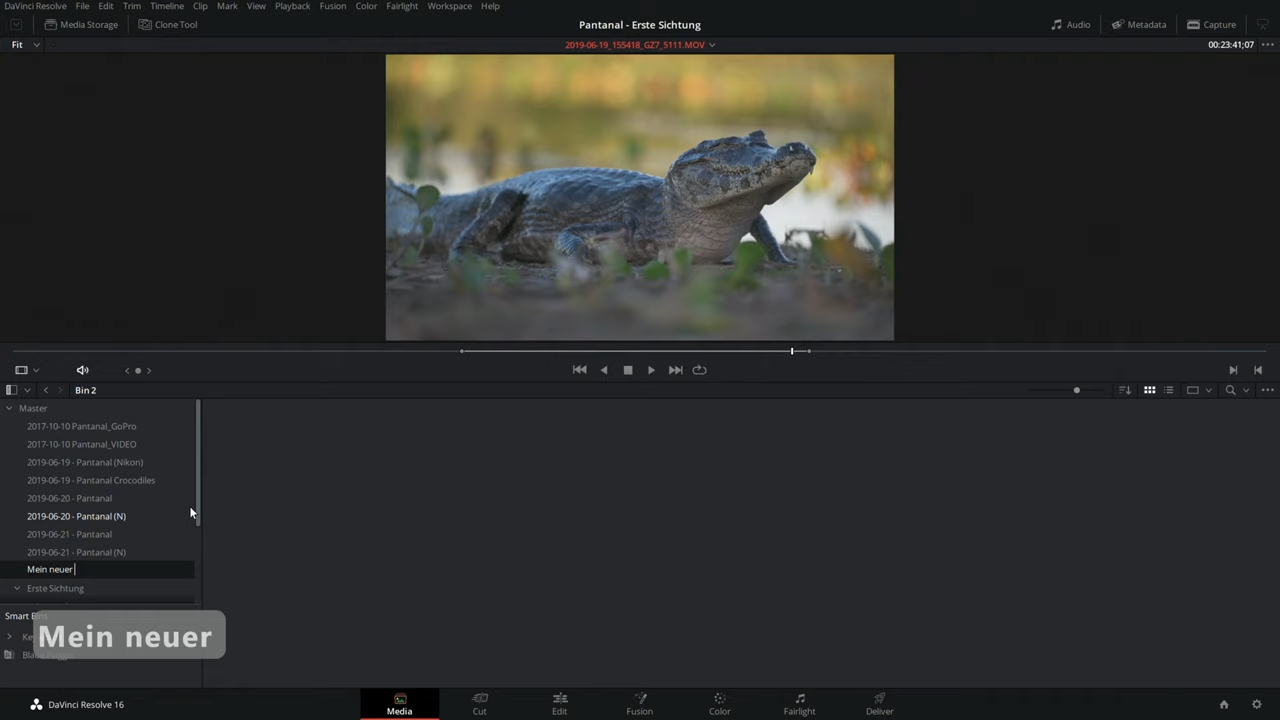 DaVinci Resolve File Edit Trim Timeline Clip Mark View Playback Fusion Color Fairlight Workspace Help
Media Storage Clone Tool Pantanal - Erste Sichtung Audio Metadata Capture
Fit 2019-06-19_155418_GZ7_5111.MOV 00:23:41;07
Bin 2
Master
2017-10-10 Pantanal_GoPro
2017-10-10 Pantanal_VIDEO
2019-06-19 - Pantanal (Nikon)
2019-06-19 - Pantanal Crocodiles
2019-06-20 - Pantanal
2019-06-20 - Pantanal (N)
2019-06-21 - Pantanal
2019-06-21 - Pantanal (N)
Mein neuer
Erste Sichtung
Smart Bins
Mein neuer
DaVinci Resolve 16 Media Cut Edit Fusion Color Fairlight Deliver